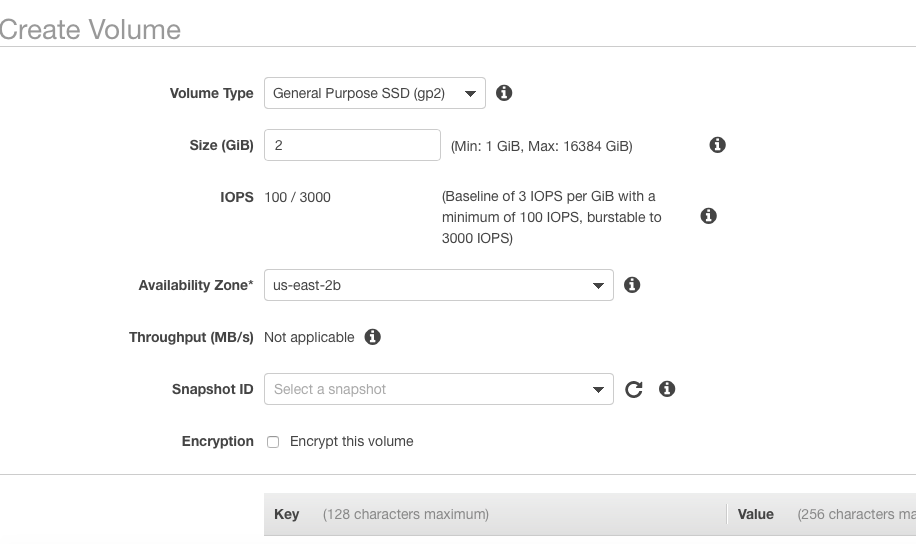 Create Volume
Volume Type General Purpose SSD (gp2)
Size (GiB) 2 (Min: 1 GiB, Max: 16384 GiB)
IOPS 100 / 3000 (Baseline of 3 IOPS per GiB with a
minimum of 100 IOPS, burstable to
3000 IOPS)
Availability Zone* us-east-2b
Throughput (MB/s) Not applicable
Snapshot ID Select a snapshot
Encryption Encrypt this volume
Key (128 characters maximum) Value (256 characters ma